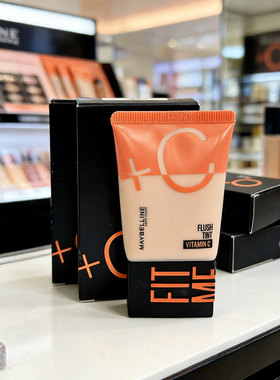 +C
MAYBELLINE
NEW YORK
FLUSH
TINT
VITAMIN C
FIT
ME